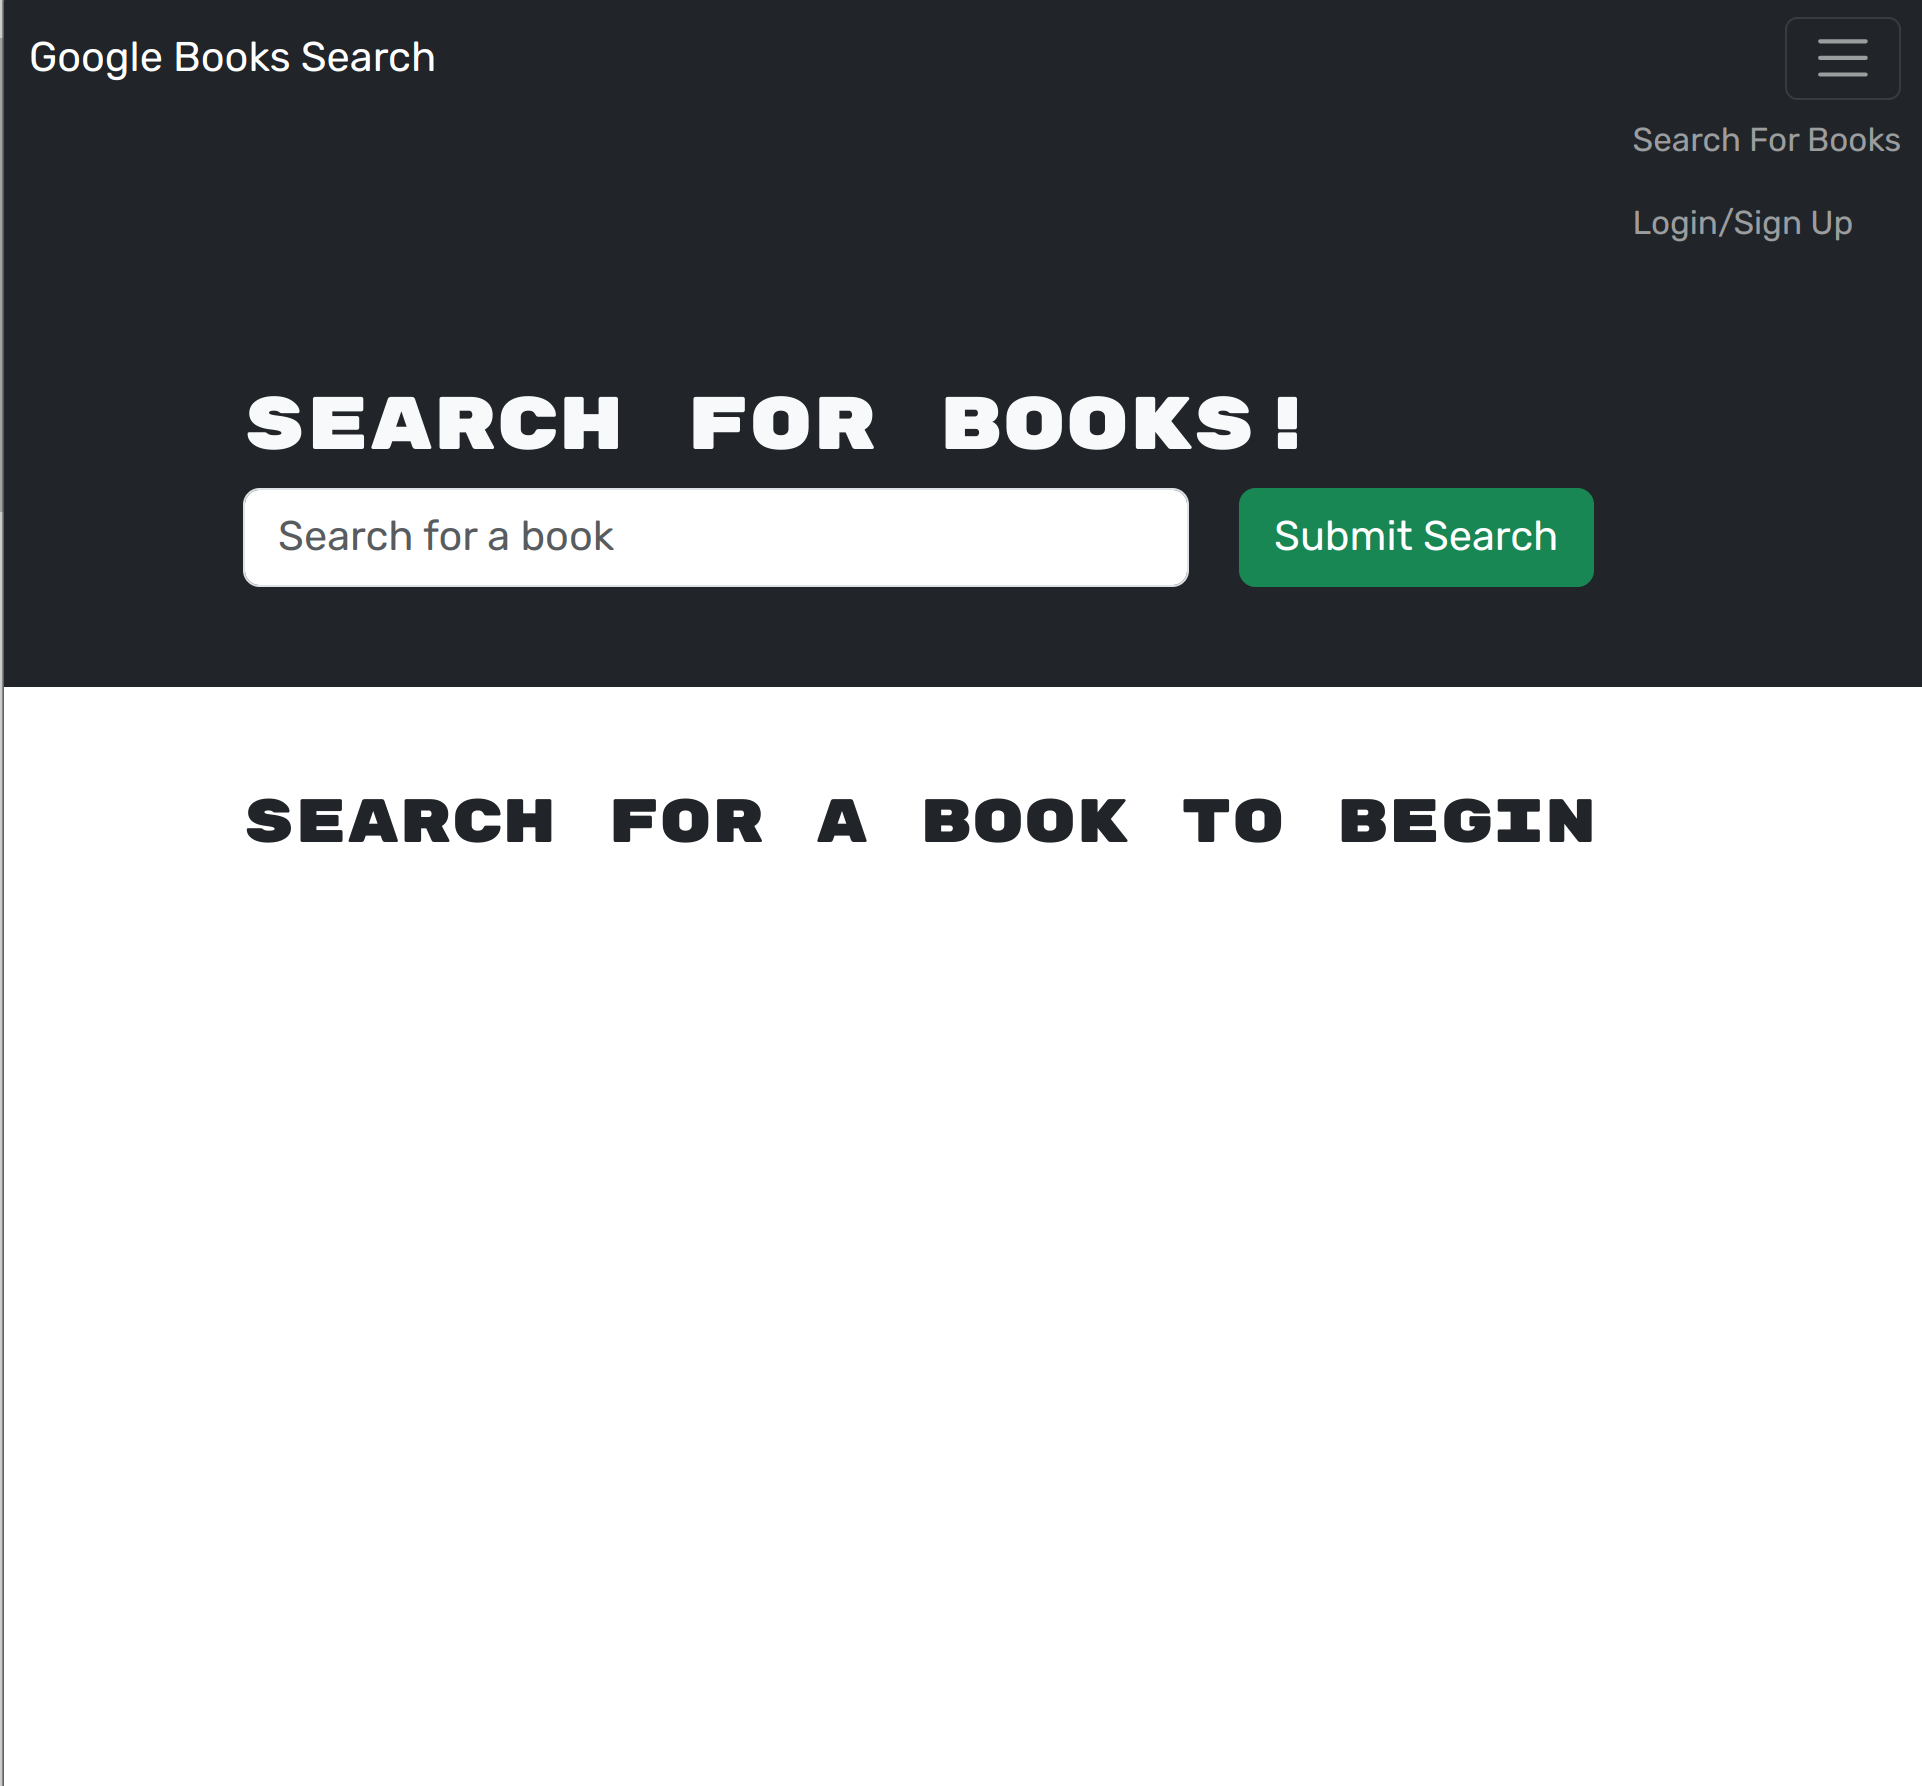 Google Books Search
Search For Books
Login/Sign Up
SEARCH FOR BOOKS!
Search for a book
Submit Search
SEARCH FOR A BOOK TO BEGIN